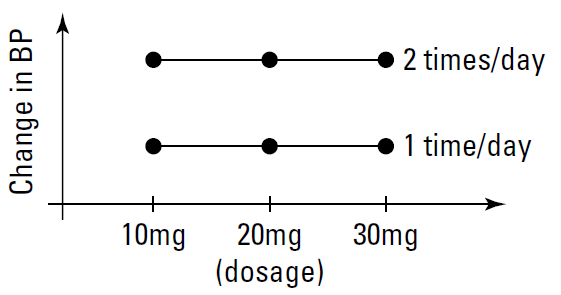 Change in BP
2 times/day
1 time/day
10mg 20mg 30mg
(dosage)